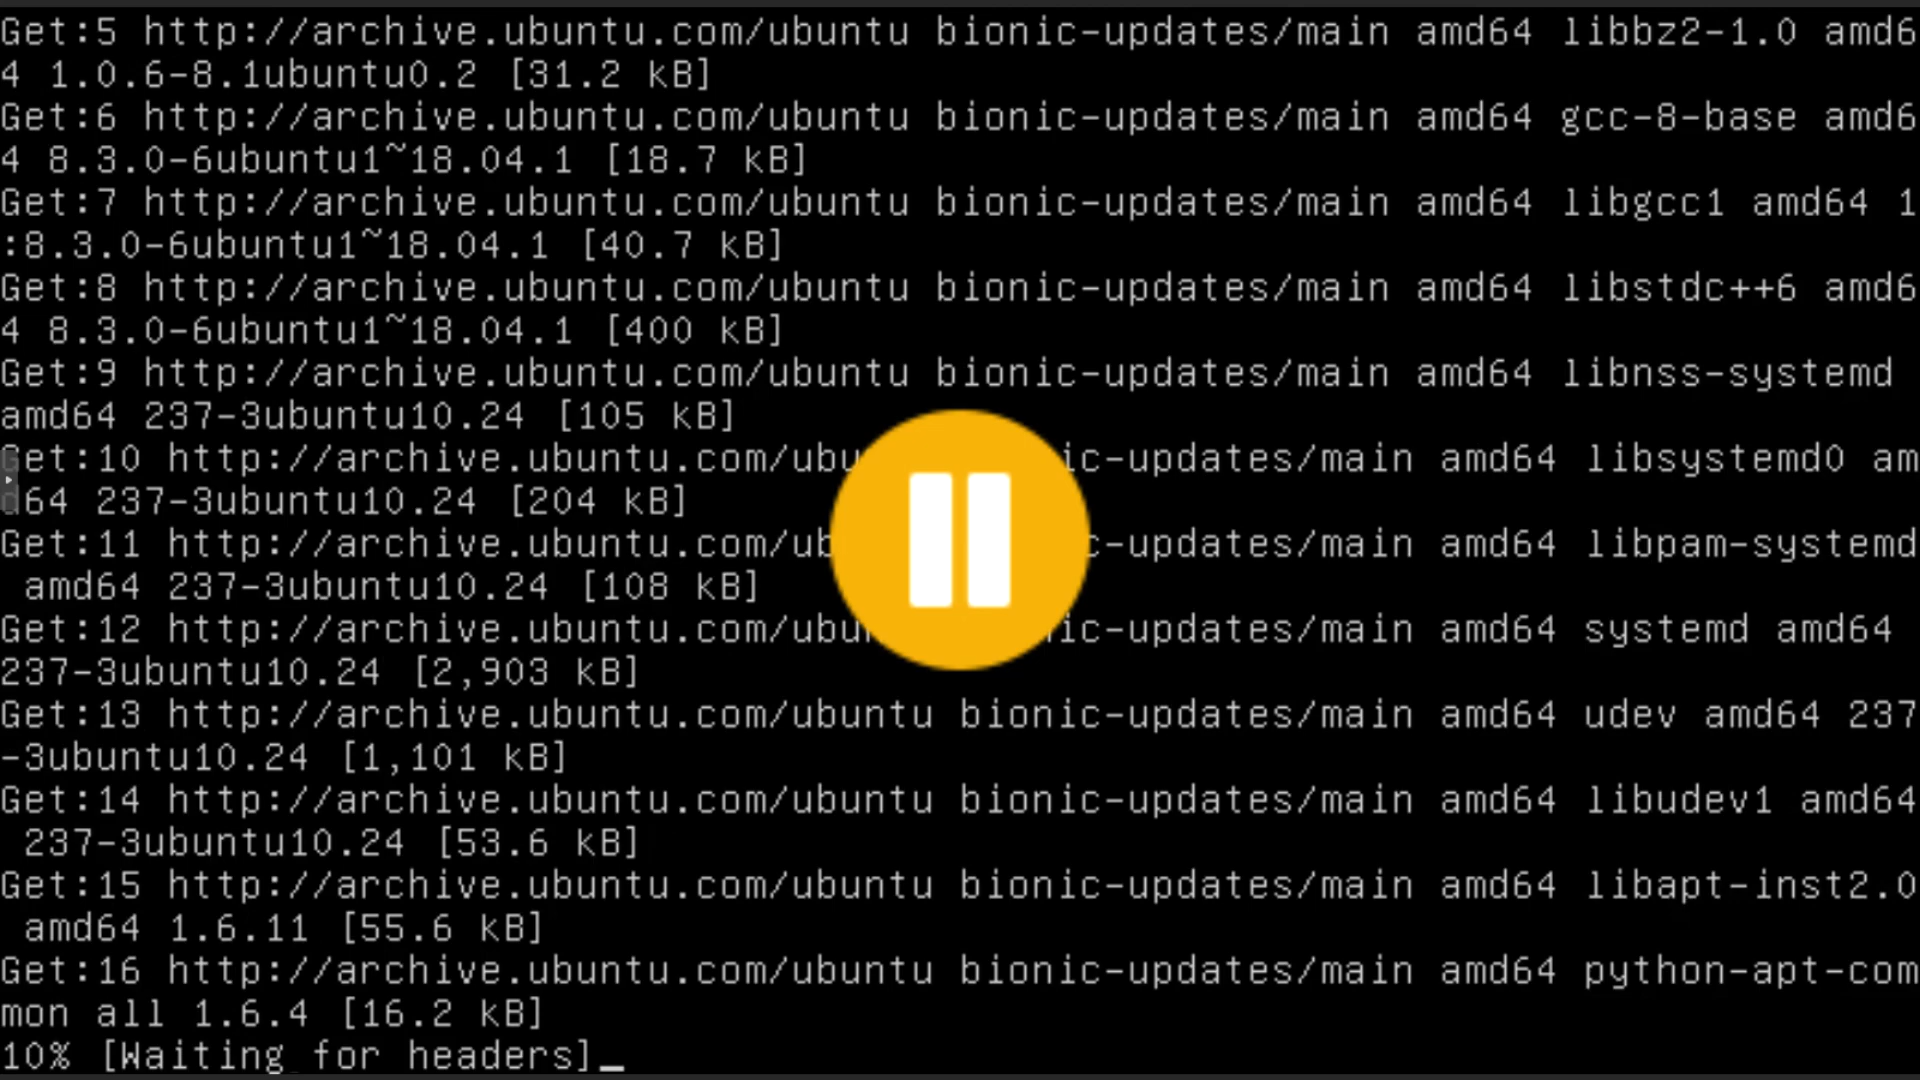 Get:5 http://archive.ubuntu.com/ubuntu bionic-updates/main amd64 libbz2-1.0 amd6
4 1.0.6-8.1ubuntu0.2 [31.2 kB]
Get:6 http://archive.ubuntu.com/ubuntu bionic-updates/main amd64 gcc-8-base amd6
4 8.3.0-6ubuntu1~18.04.1 [18.7 kB]
Get:7 http://archive.ubuntu.com/ubuntu bionic-updates/main amd64 libgcc1 amd64 1
:8.3.0-6ubuntu1~18.04.1 [40.7 kB]
Get:8 http://archive.ubuntu.com/ubuntu bionic-updates/main amd64 libstdc++6 amd6
4 8.3.0-6ubuntu1~18.04.1 [400 kB]
Get:9 http://archive.ubuntu.com/ubuntu bionic-updates/main amd64 libnss-systemd
amd64 237-3ubuntu10.24 [105 kB]
Get:10 http://archive.ubuntu.com/ubu ic-updates/main amd64 libsystemd0 am
d64 237-3ubuntu10.24 [204 kB]
Get:11 http://archive.ubuntu.com/ub c-updates/main amd64 libpam-systemd
amd64 237-3ubuntu10.24 [108 kB]
Get:12 http://archive.ubuntu.com/ubu ic-updates/main amd64 systemd amd64
237-3ubuntu10.24 [2,903 kB]
Get:13 http://archive.ubuntu.com/ubuntu bionic-updates/main amd64 udev amd64 237
-3ubuntu10.24 [1,101 kB]
Get:14 http://archive.ubuntu.com/ubuntu bionic-updates/main amd64 libudev1 amd64
237-3ubuntu10.24 [53.6 kB]
Get:15 http://archive.ubuntu.com/ubuntu bionic-updates/main amd64 libapt-inst2.0
amd64 1.6.11 [55.6 kB]
Get:16 http://archive.ubuntu.com/ubuntu bionic-updates/main amd64 python-apt-com
mon all 1.6.4 [16.2 kB]
10% [Waiting for headers]_